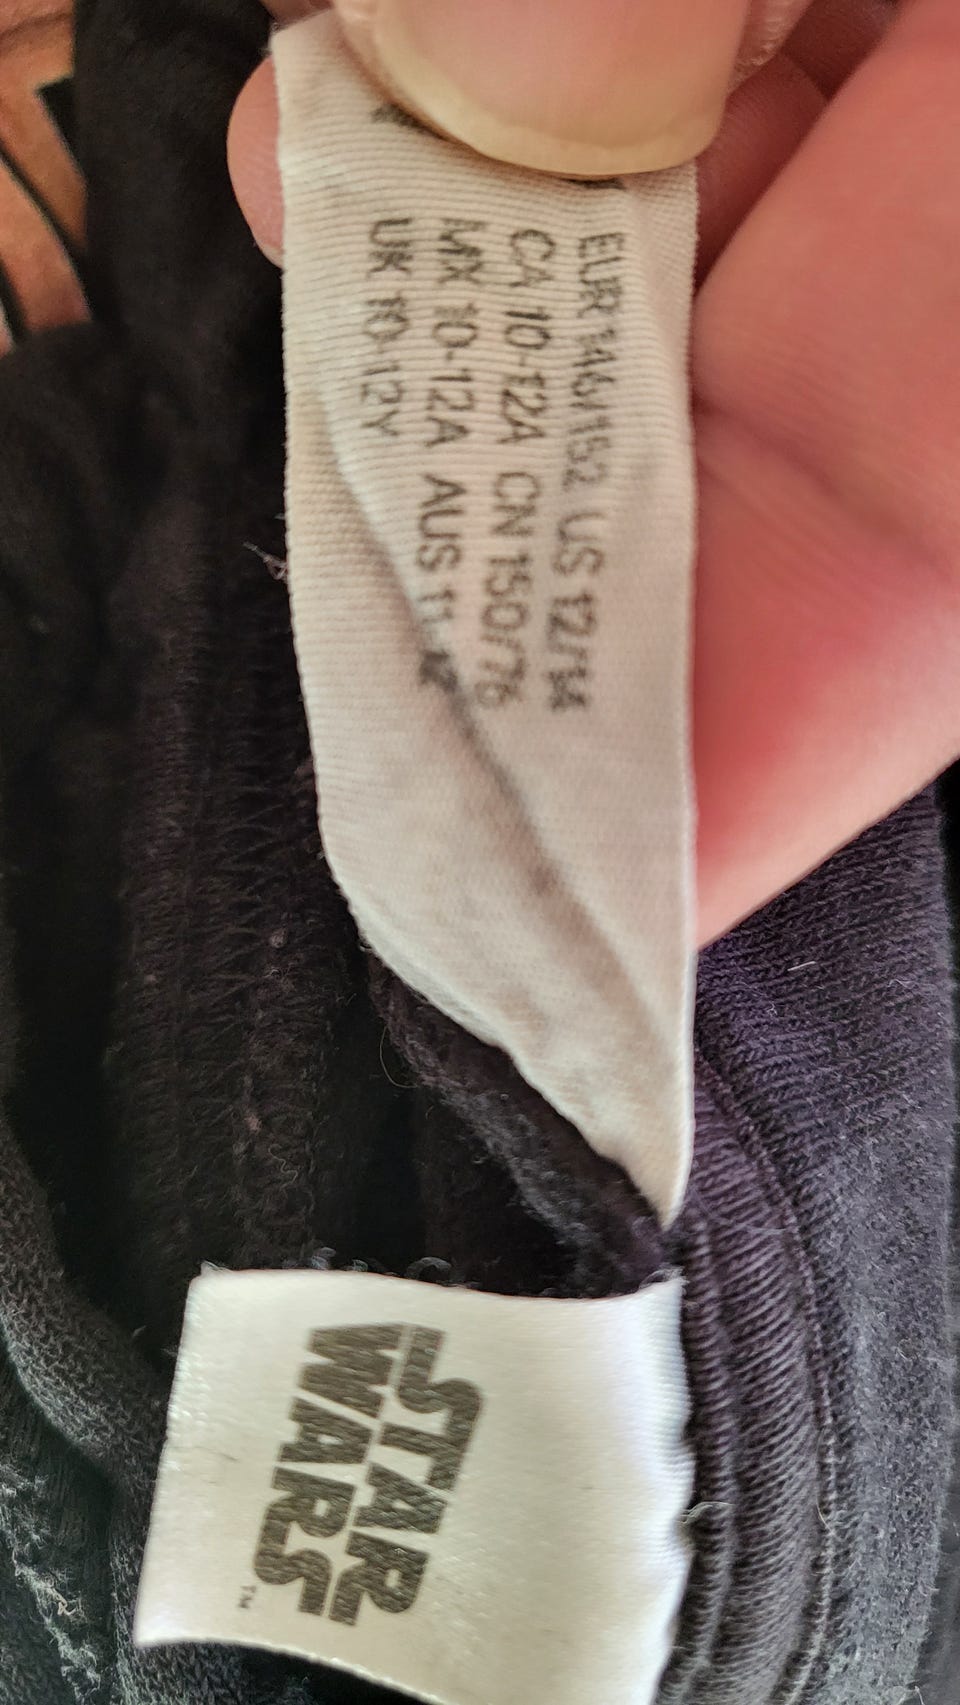 EUR 146/152 US 12/14
CA 10-12A CN 150/76
MX 10-12A AUS 11
UK 10-12Y
STAR
WARS
TM